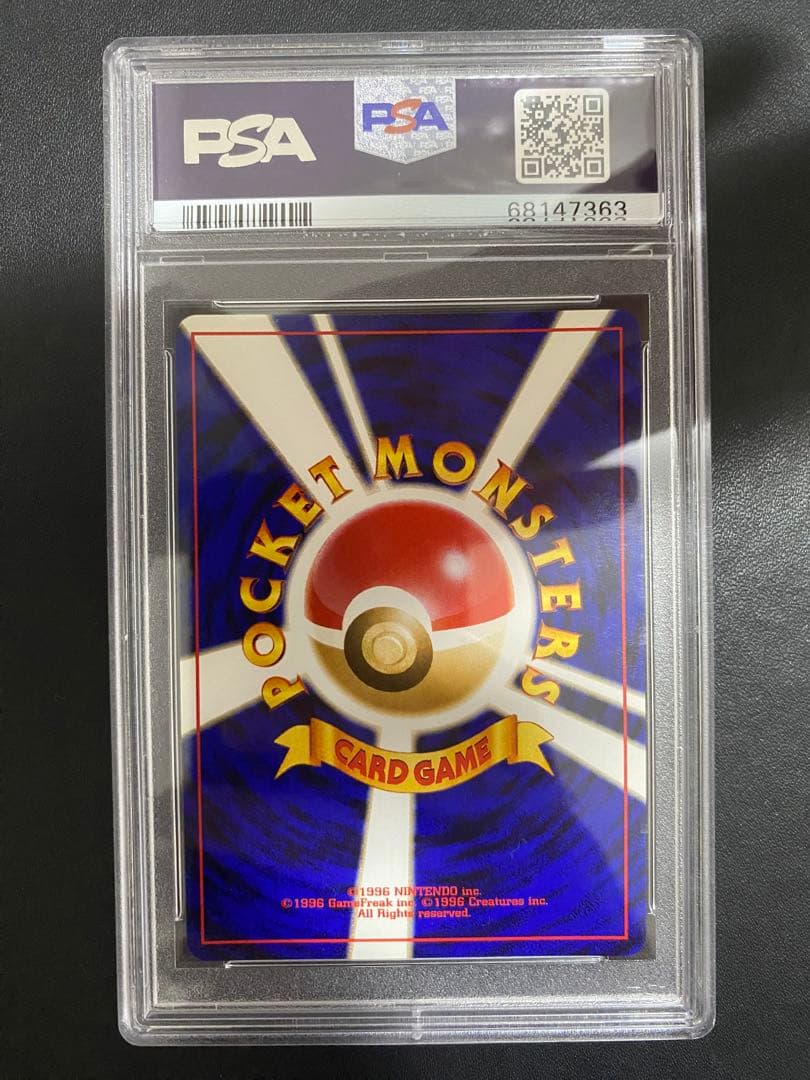 PSA
PSA
68147363
POCKET MONSTERS
CARD GAME
©1996 NINTENDO inc.
©1996 GameFreak inc. ©1996 Creatures inc.
All Rights reserved.